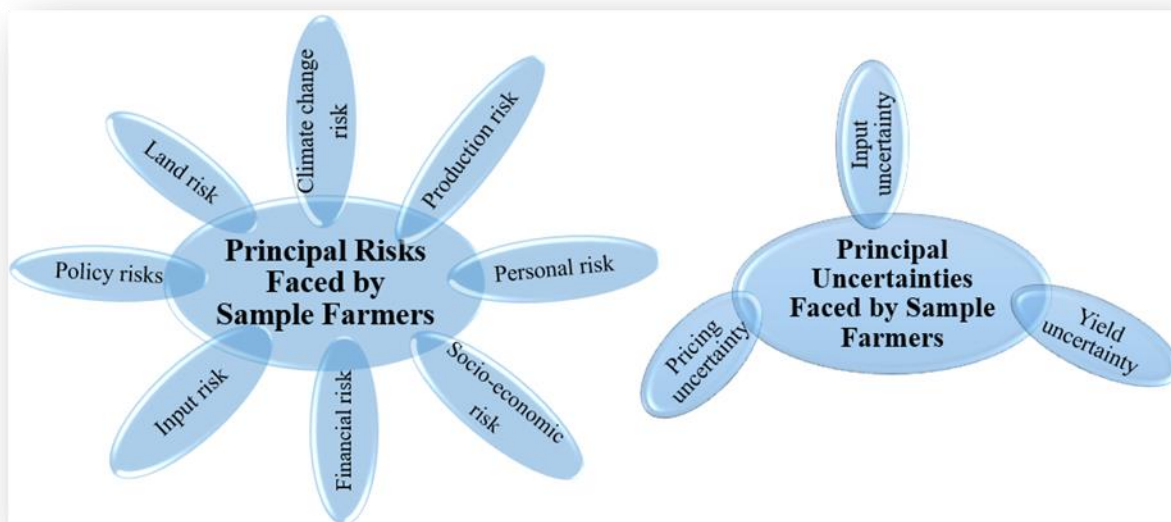 Climate change
risk
Production risk
Personal risk
Socio-economic
risk
Financial risk
Input risk
Policy risks
Land risk
Principal Risks
Faced by
Sample Farmers
Input
uncertainty
Principal
Uncertainties
Faced by Sample
Farmers
Pricing
uncertainty
Yield
uncertainty